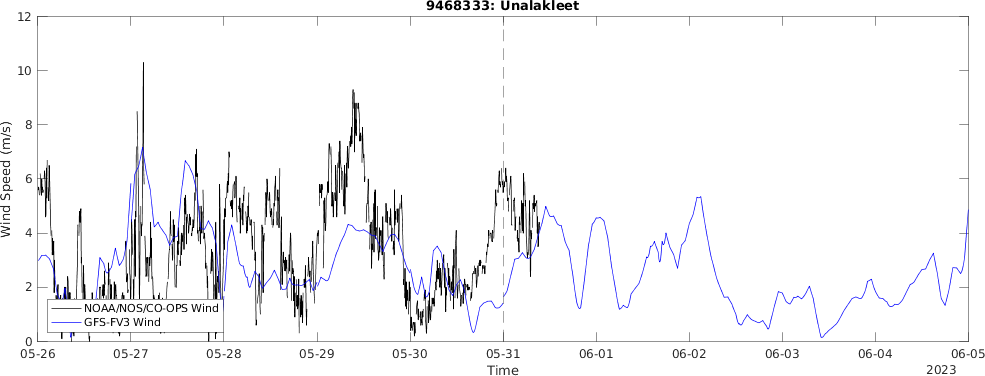 9468333: Unalakleet
Wind Speed (m/s)
12
10
8
6
4
2
0
NOAA/NOS/CO-OPS Wind
GFS-FV3 Wind
05-26 05-27 05-28 05-29 05-30 05-31 06-01 06-02 06-03 06-04 06-05
Time
2023